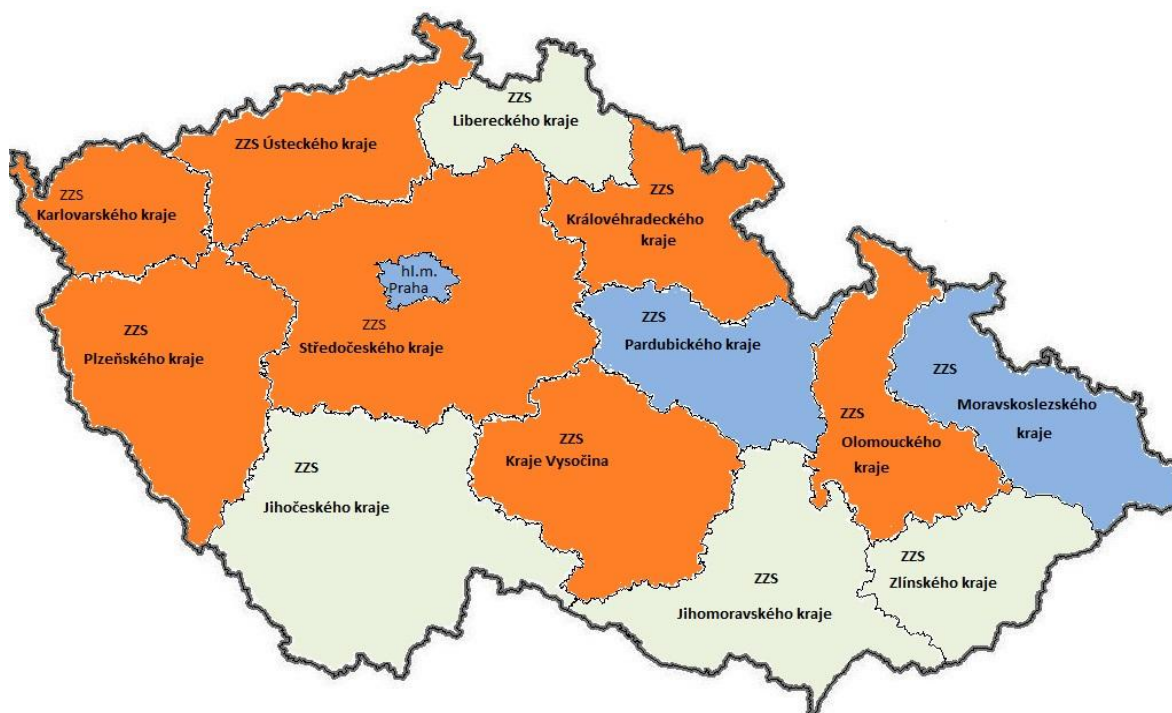 ZZS
Libereckého kraje
ZZS Ústeckého kraje
ZZS
Karlovarského kraje
ZZS
Královéhradeckého
kraje
hl.m.
Praha
ZZS
Středočeského kraje
ZZS
Plzeňského kraje
ZZS
Pardubického kraje
ZZS
Moravskoslezského
kraje
ZZS
Olomouckého
kraje
ZZS
Kraje Vysočina
ZZS
Jihočeského kraje
ZZS
Jihomoravského kraje
ZZS
Zlínského kraje